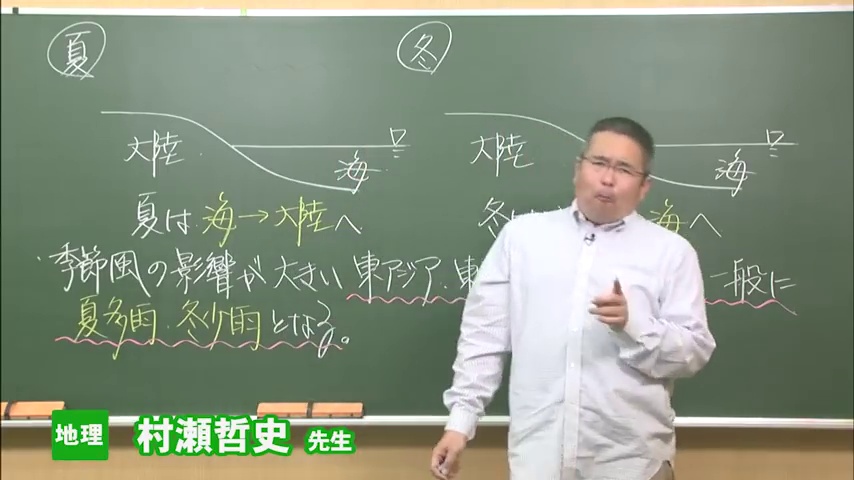 夏
冬
大陸
海
大陸
海
夏は 海→大陸へ
冬は 海へ
・季節風の影響が大きい 東アジア・東 一般に
夏多雨・冬少雨となる。
地理 村瀬哲史 先生